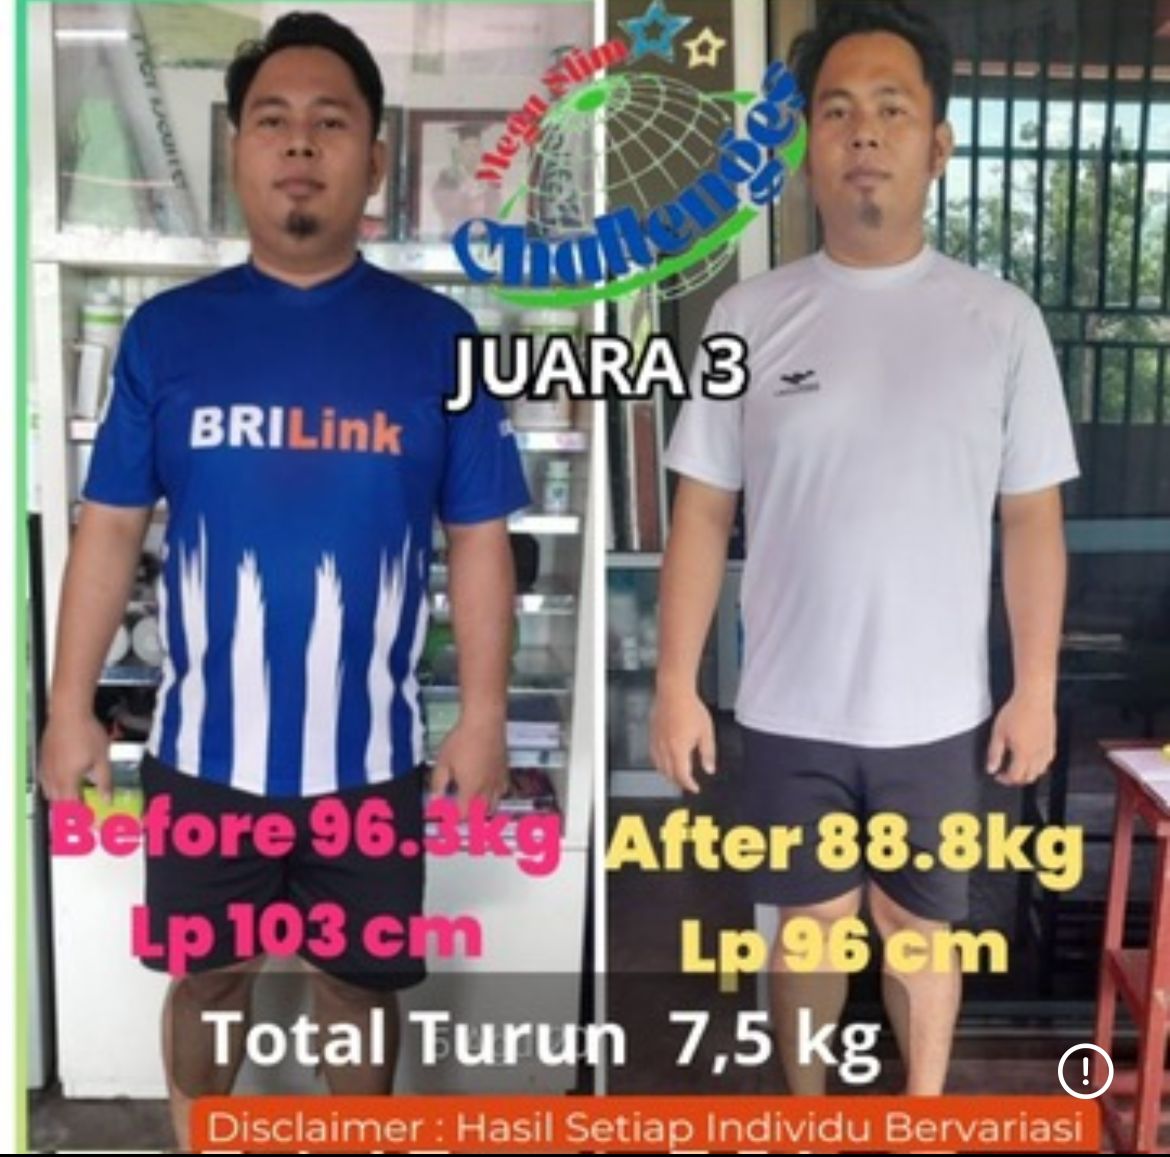 Mega Slim
Challenges
JUARA 3
BRILink
Before 96.3kg
Lp 103 cm
After 88.8kg
Lp 96 cm
Total Turun 7,5 kg
Disclaimer : Hasil Setiap Individu Bervariasi